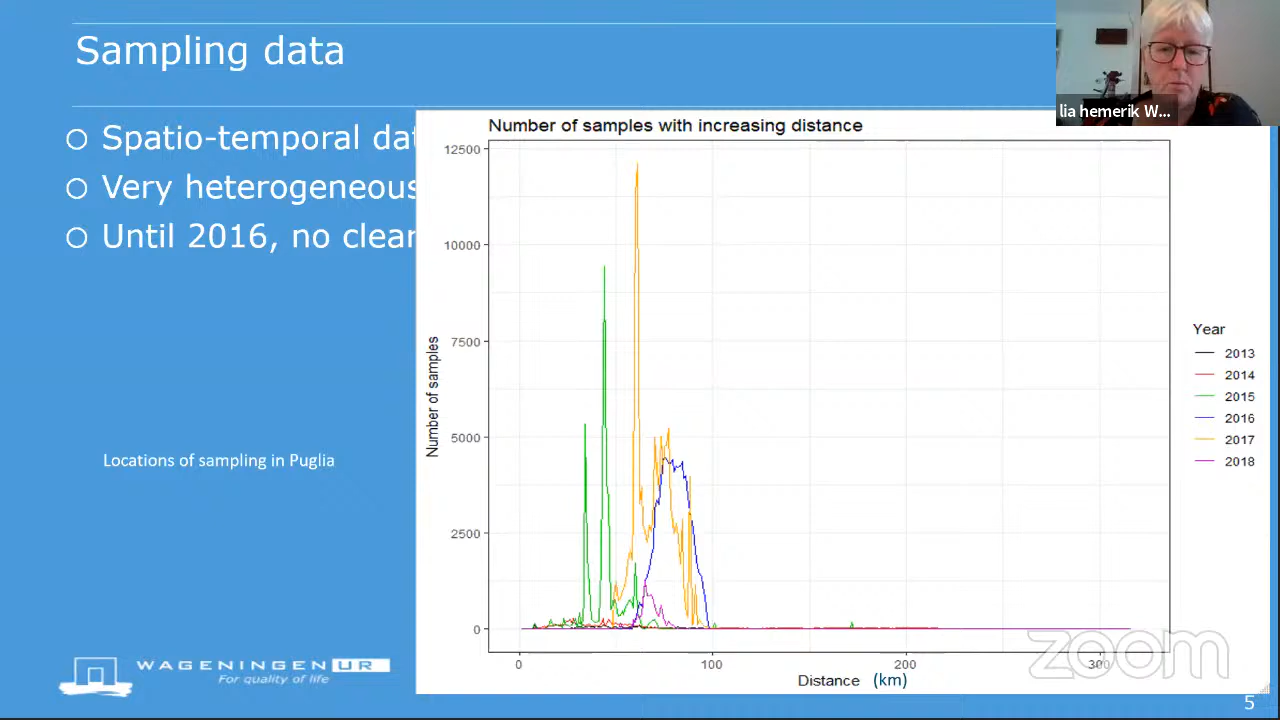 Sampling data
lia hemerik W...
Spatio-temporal dat
Very heterogeneous
Until 2016, no clear
Locations of sampling in Puglia
Number of samples with increasing distance
Number of samples
12500
10000
7500
5000
2500
0
0
100
200
300
Distance (km)
Year
2013
2014
2015
2016
2017
2018
WAGENINGEN UR
For quality of life
zoom
5